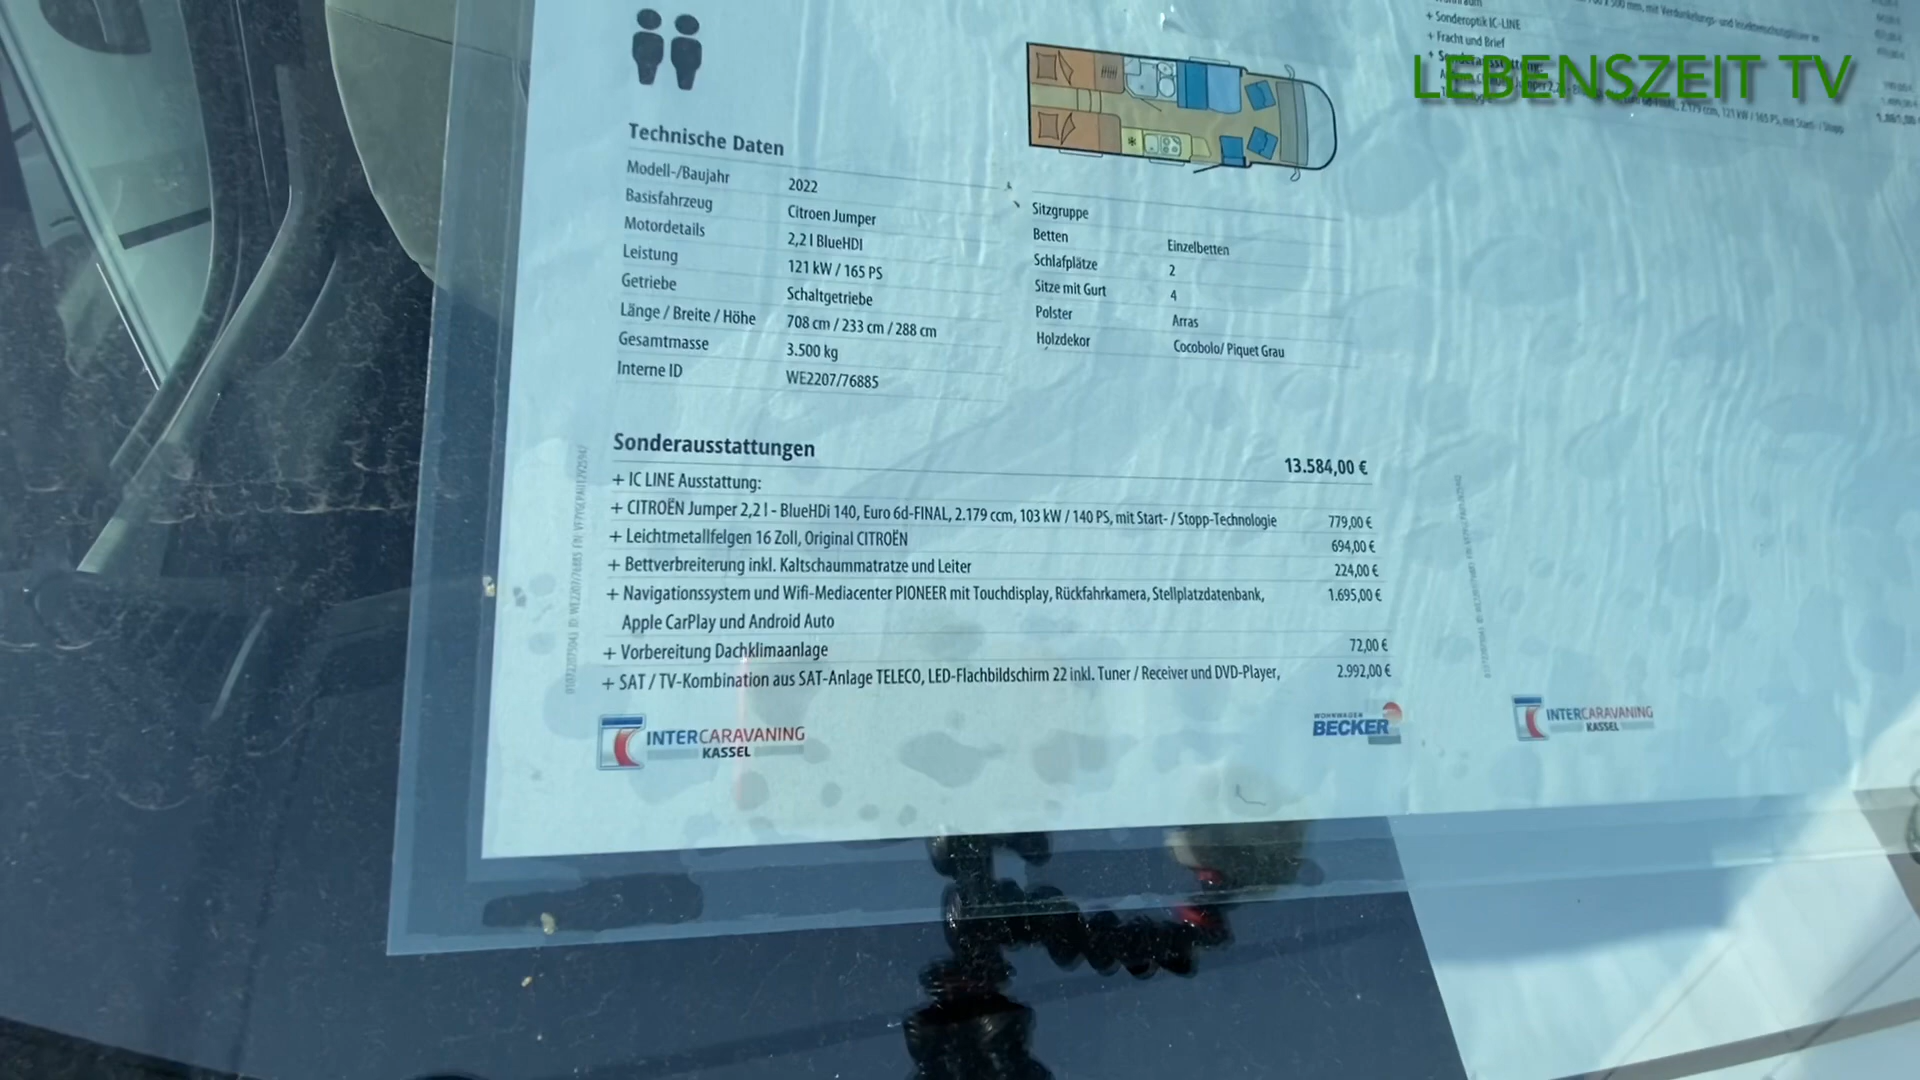 LEBENSZEIT TV
+ Sonderoptik IC-LINE
+ Fracht und Brief
Technische Daten
Modell-/Baujahr 2022
Basisfahrzeug Citroen Jumper
Motordetails 2,2 l BlueHDI
Leistung 121 kW / 165 PS
Getriebe Schaltgetriebe
Länge / Breite / Höhe 708 cm / 233 cm / 288 cm
Gesamtmasse 3.500 kg
Interne ID WE2207/76885
Sitzgruppe
Betten Einzelbetten
Schlafplätze 2
Sitze mit Gurt 4
Polster Arras
Holzdekor Cocobolo/ Piquet Grau
Sonderausstattungen 13.584,00 €
+ IC LINE Ausstattung:
+ CITROËN Jumper 2,2 l - BlueHDi 140, Euro 6d-FINAL, 2.179 ccm, 103 kW / 140 PS, mit Start- / Stopp-Technologie 779,00 €
+ Leichtmetallfelgen 16 Zoll, Original CITROËN 694,00 €
+ Bettverbreiterung inkl. Kaltschaummatratze und Leiter 224,00 €
+ Navigationssystem und Wifi-Mediacenter PIONEER mit Touchdisplay, Rückfahrkamera, Stellplatzdatenbank, 1.695,00 €
Apple CarPlay und Android Auto
+ Vorbereitung Dachklimaanlage 72,00 €
+ SAT / TV-Kombination aus SAT-Anlage TELECO, LED-Flachbildschirm 22 inkl. Tuner / Receiver und DVD-Player, 2.992,00 €
INTERCARAVANING
KASSEL
WOHNWAGEN
BECKER
INTERCARAVANING
KASSEL